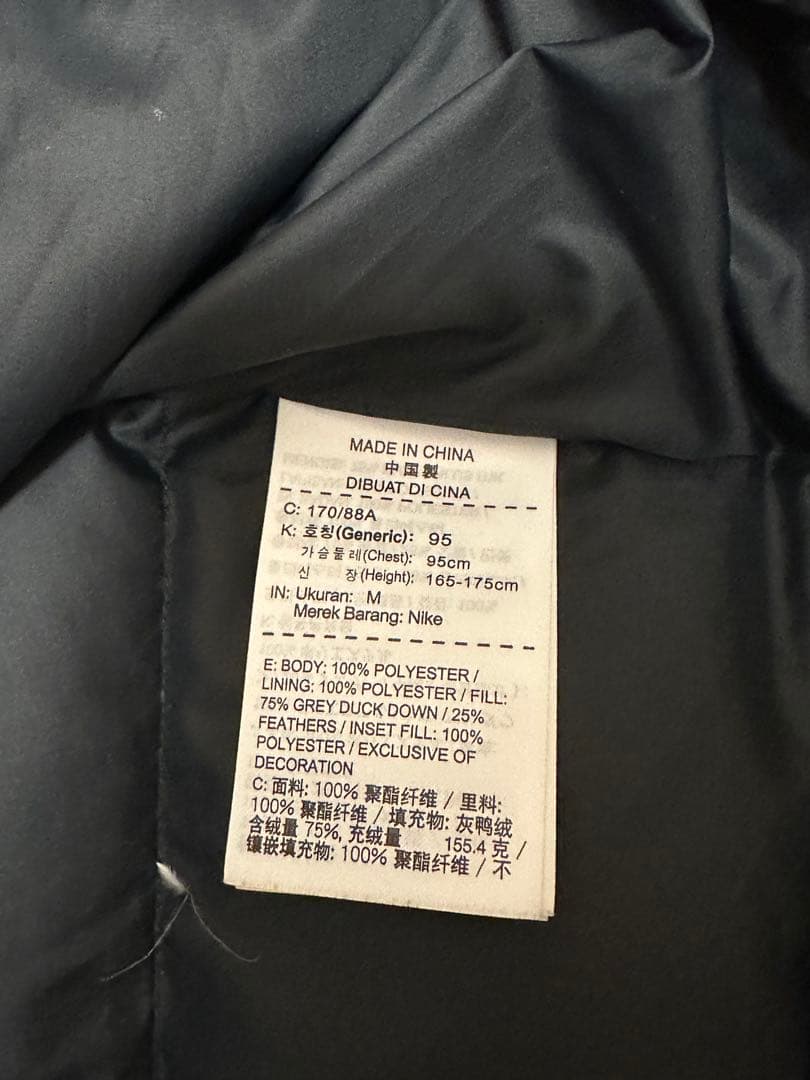 MADE IN CHINA
中国製
DIBUAT DI CINA
C: 170/88A
K: 호칭(Generic): 95
가슴둘레(Chest): 95cm
신 장(Height): 165-175cm
IN: Ukuran: M
Merek Barang: Nike
E: BODY: 100% POLYESTER /
LINING: 100% POLYESTER / FILL:
75% GREY DUCK DOWN / 25%
FEATHERS / INSET FILL: 100%
POLYESTER / EXCLUSIVE OF
DECORATION
C: 面料: 100% 聚酯纤维 / 里料:
100% 聚酯纤维 / 填充物: 灰鸭绒
含绒量 75%, 充绒量 155.4 克 /
镶嵌填充物: 100% 聚酯纤维 / 不